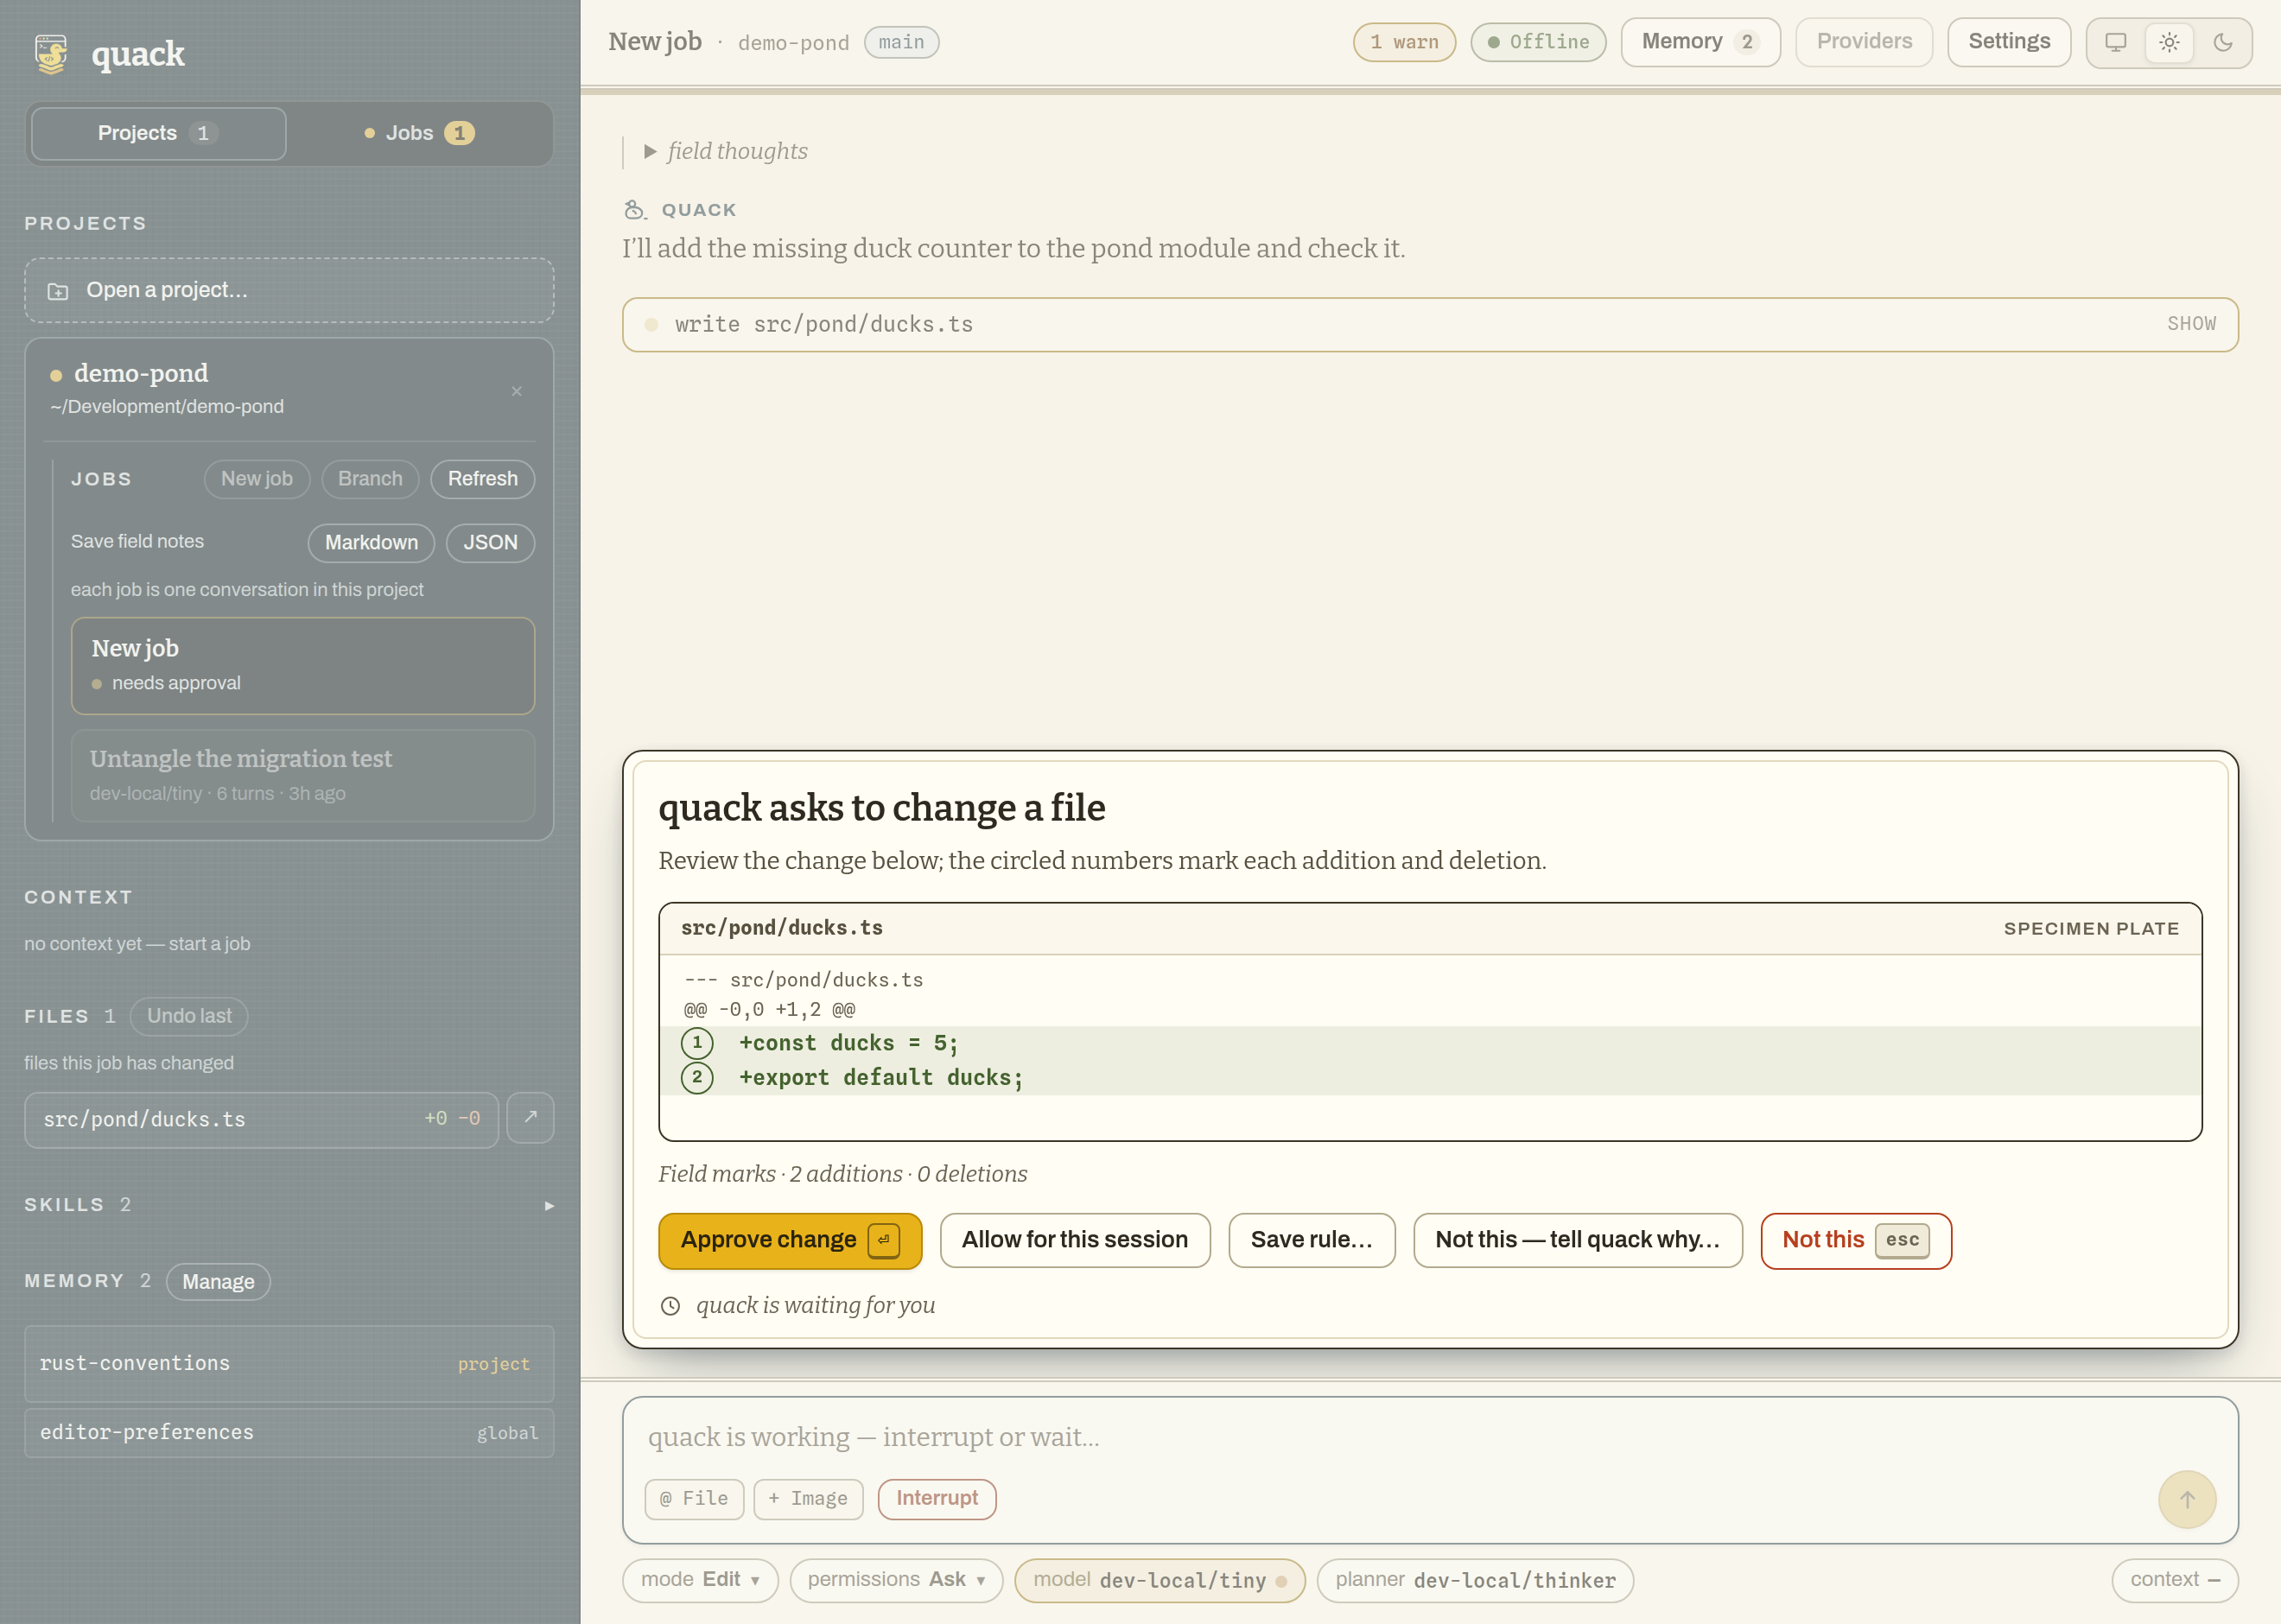 quack
Projects 1
Jobs 1
PROJECTS
Open a project…
demo-pond
~/Development/demo-pond
×
JOBS New job Branch Refresh
Save field notes Markdown JSON
each job is one conversation in this project
New job
needs approval
Untangle the migration test
dev-local/tiny · 6 turns · 3h ago
CONTEXT
no context yet — start a job
FILES 1 Undo last
files this job has changed
src/pond/ducks.ts +0 −0 ↗
SKILLS 2 ▸
MEMORY 2 Manage
rust-conventions project
editor-preferences global
New job · demo-pond main
1 warn Offline Memory 2 Providers Settings
▶ field thoughts
QUACK
I’ll add the missing duck counter to the pond module and check it.
write src/pond/ducks.ts SHOW
quack asks to change a file
Review the change below; the circled numbers mark each addition and deletion.
src/pond/ducks.ts SPECIMEN PLATE
--- src/pond/ducks.ts
@@ -0,0 +1,2 @@
1 +const ducks = 5;
2 +export default ducks;
Field marks · 2 additions · 0 deletions
Approve change ⏎ Allow for this session Save rule… Not this — tell quack why… Not this esc
quack is waiting for you
quack is working — interrupt or wait…
@ File + Image Interrupt
mode Edit ▾ permissions Ask ▾ model dev-local/tiny planner dev-local/thinker context —